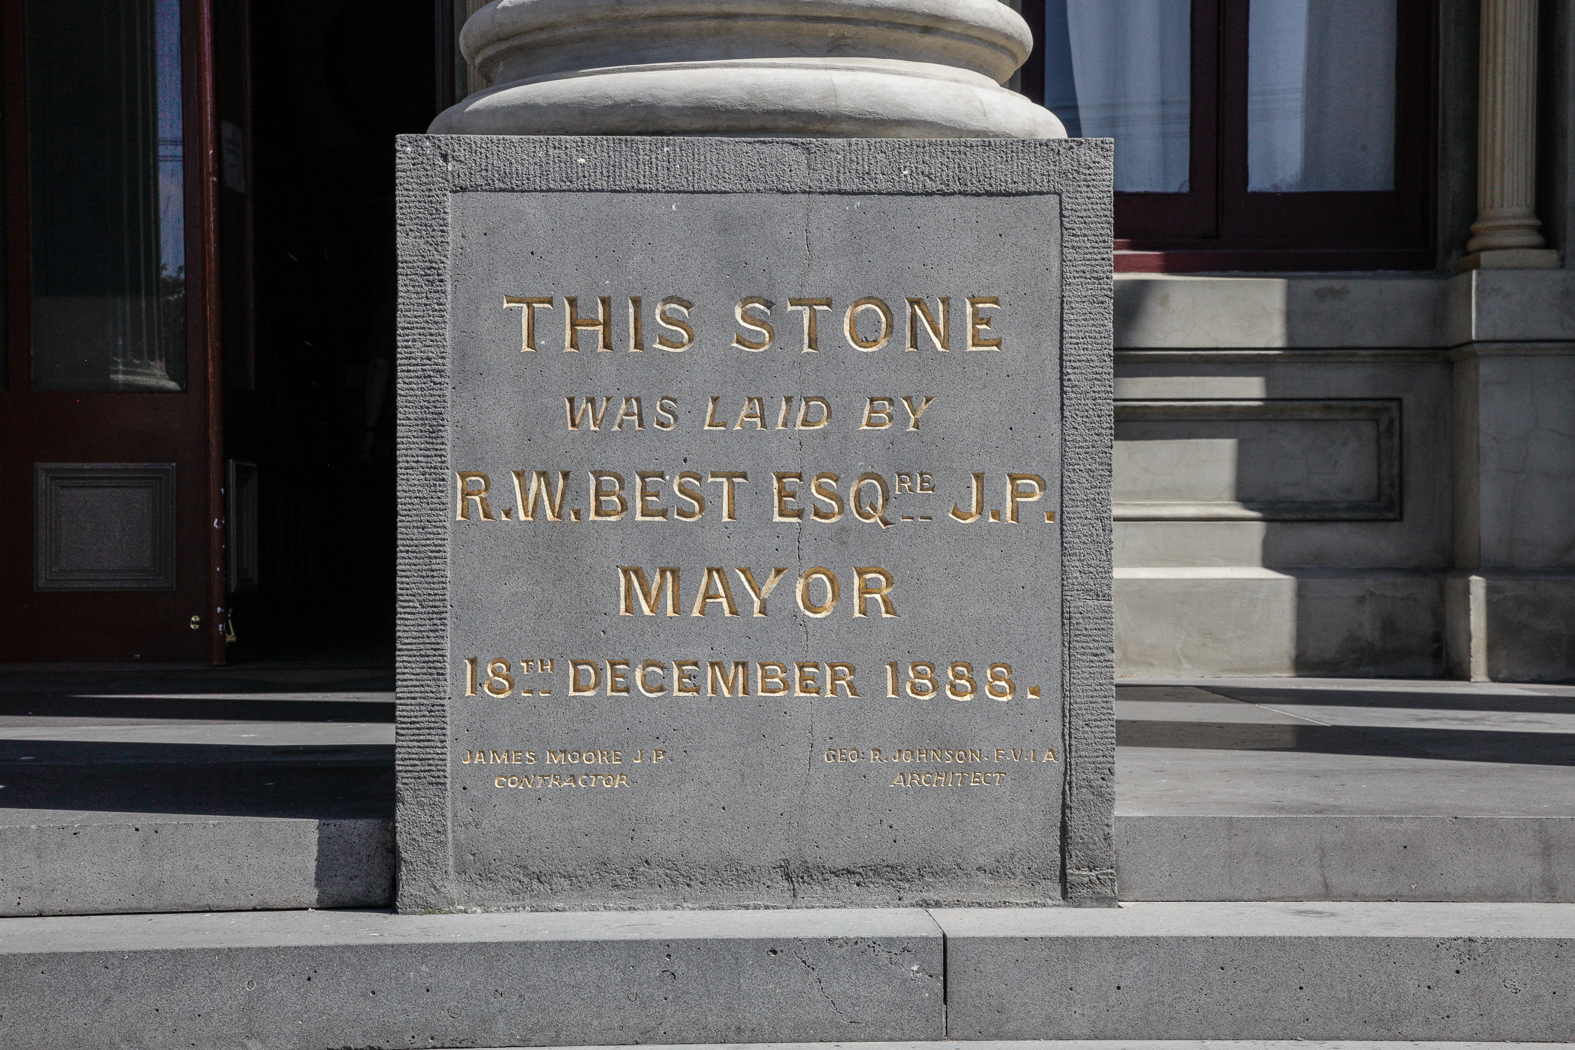 THIS STONE
WAS LAID BY
R.W.BEST ESQRE J.P.
MAYOR
18TH DECEMBER 1888.
JAMES MOORE J P
CONTRACTOR
GEO. R. JOHNSON. F.V.I A
ARCHITECT